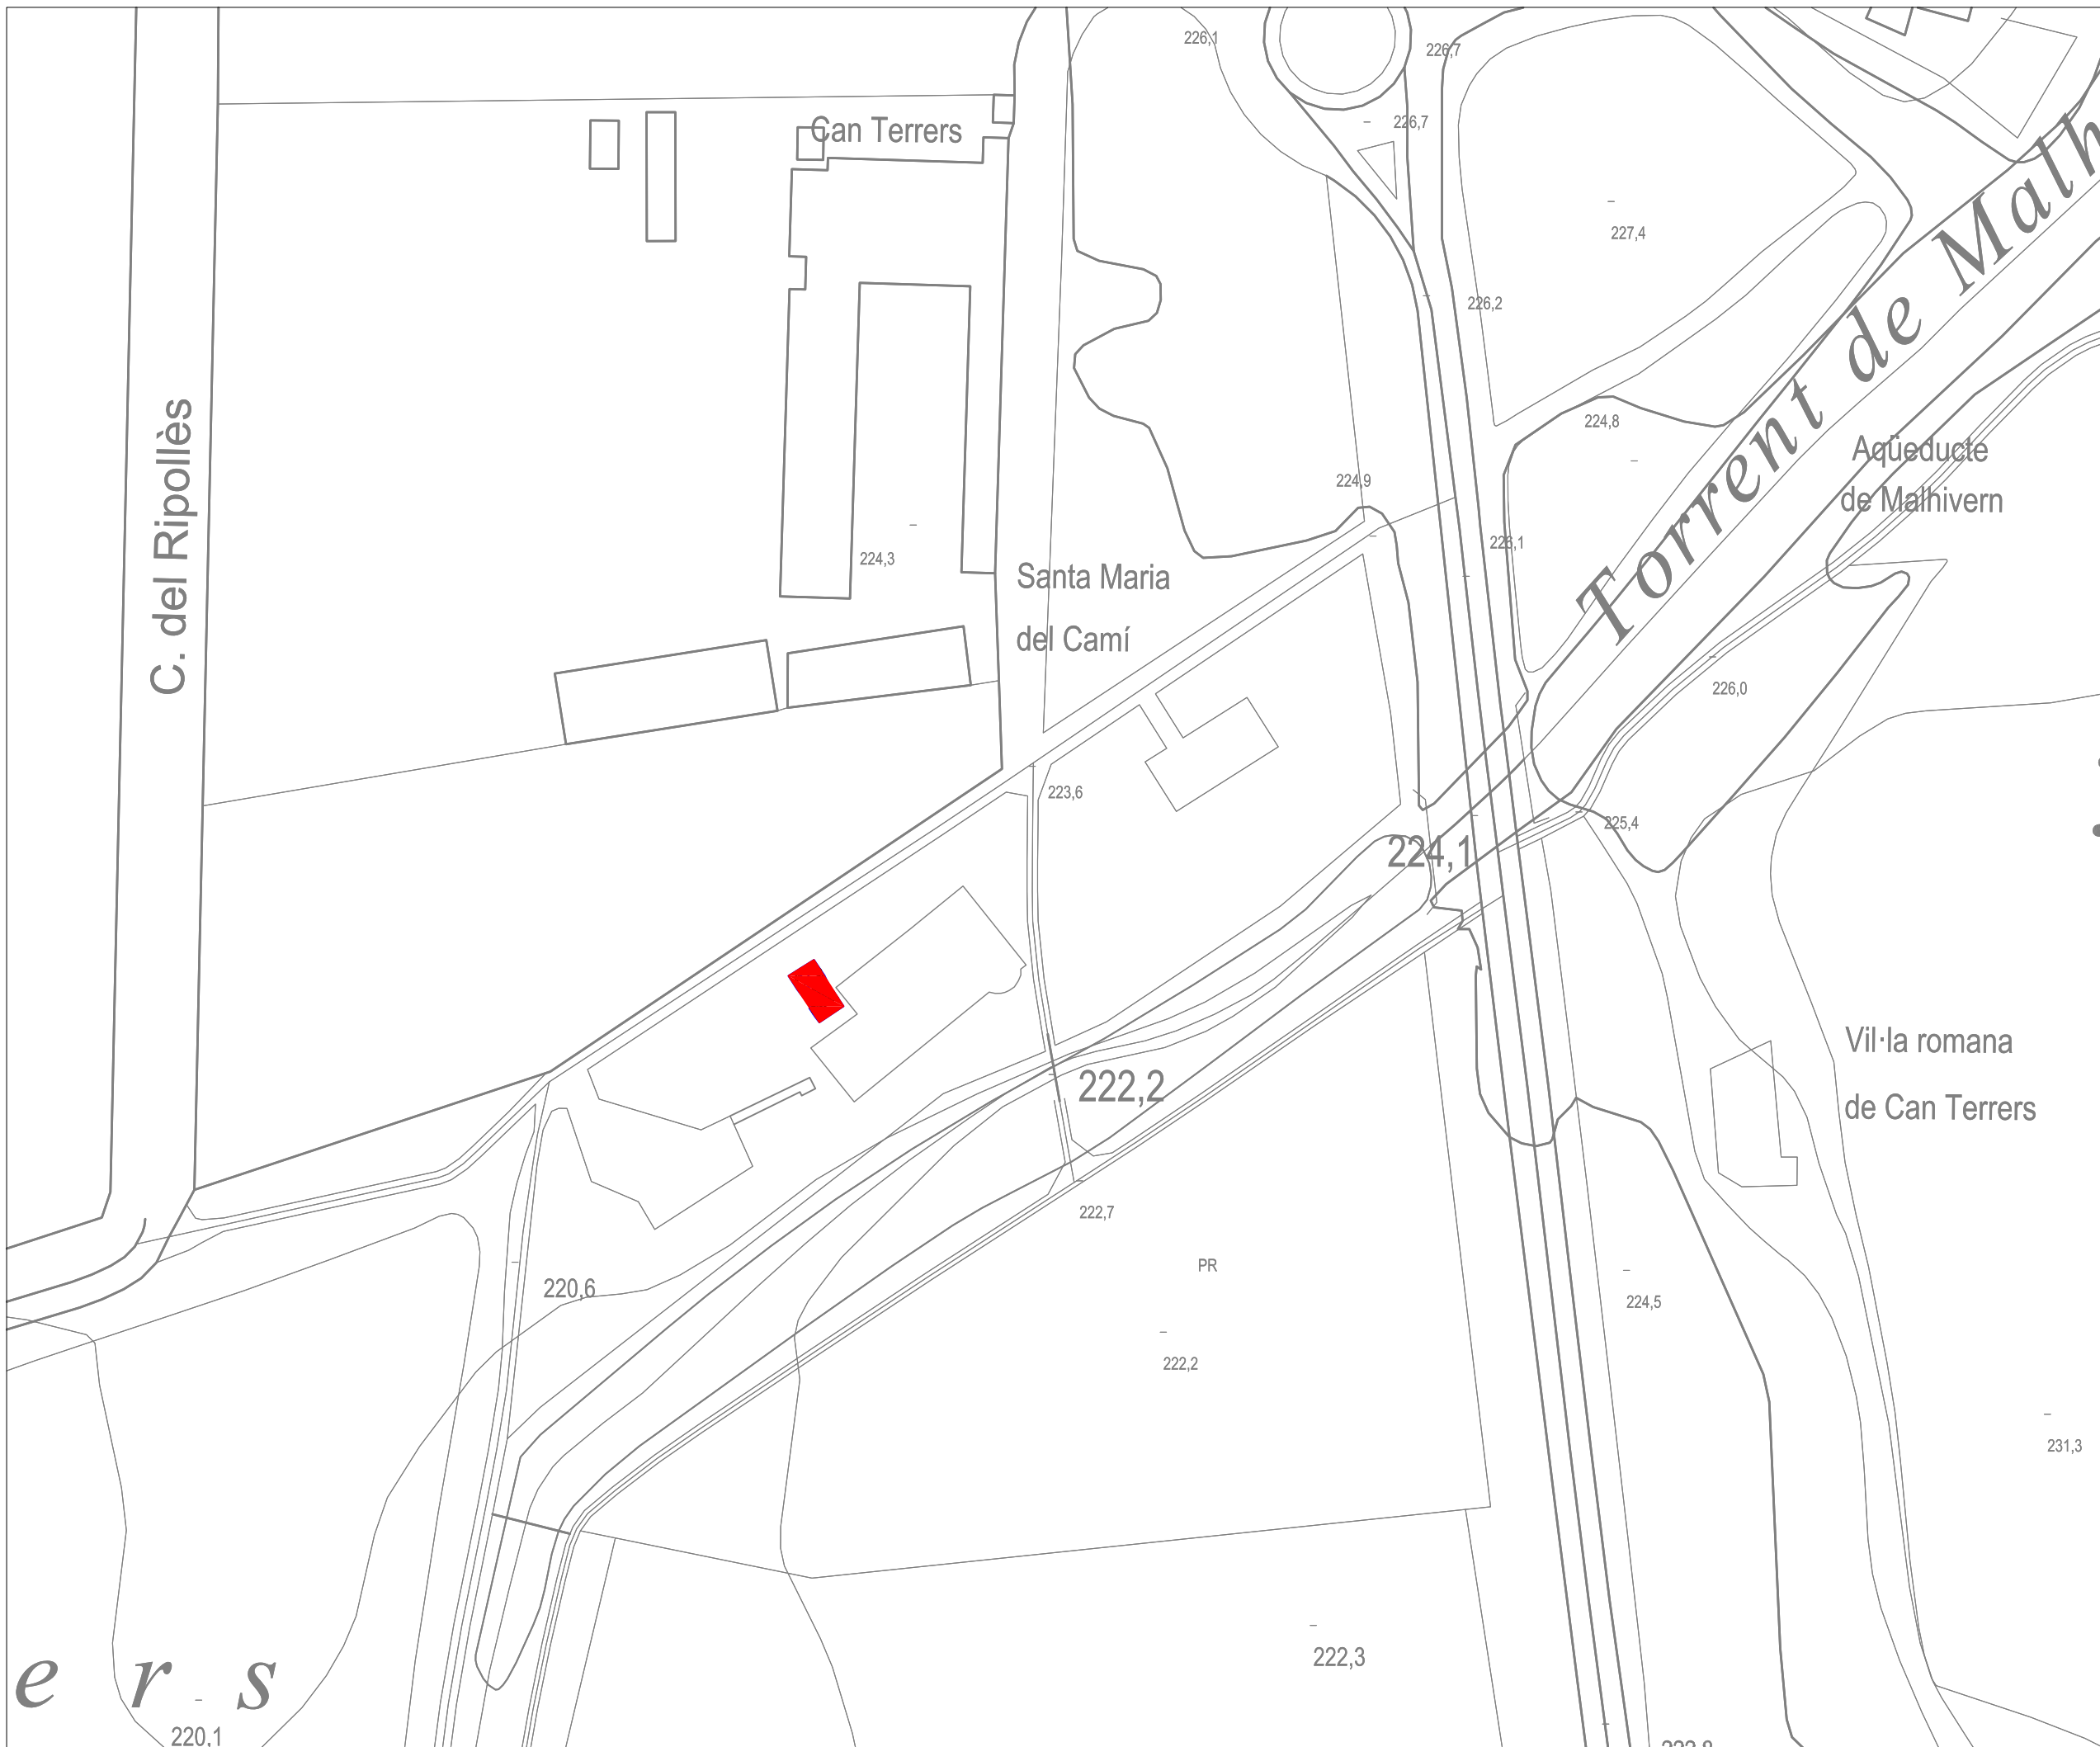 226,1
226,7
Can Terrers
226,7
227,4
226,2
Torrent de Malh
C. del Ripollès
224,8
Aqüeducte
de Malhivern
224,9
226,1
224,3
Santa Maria
del Camí
226,0
223,6
225,4
224,1
Vil·la romana
222,2
de Can Terrers
222,7
PR
220,6
224,5
222,2
231,3
222,3
e r s
220,1